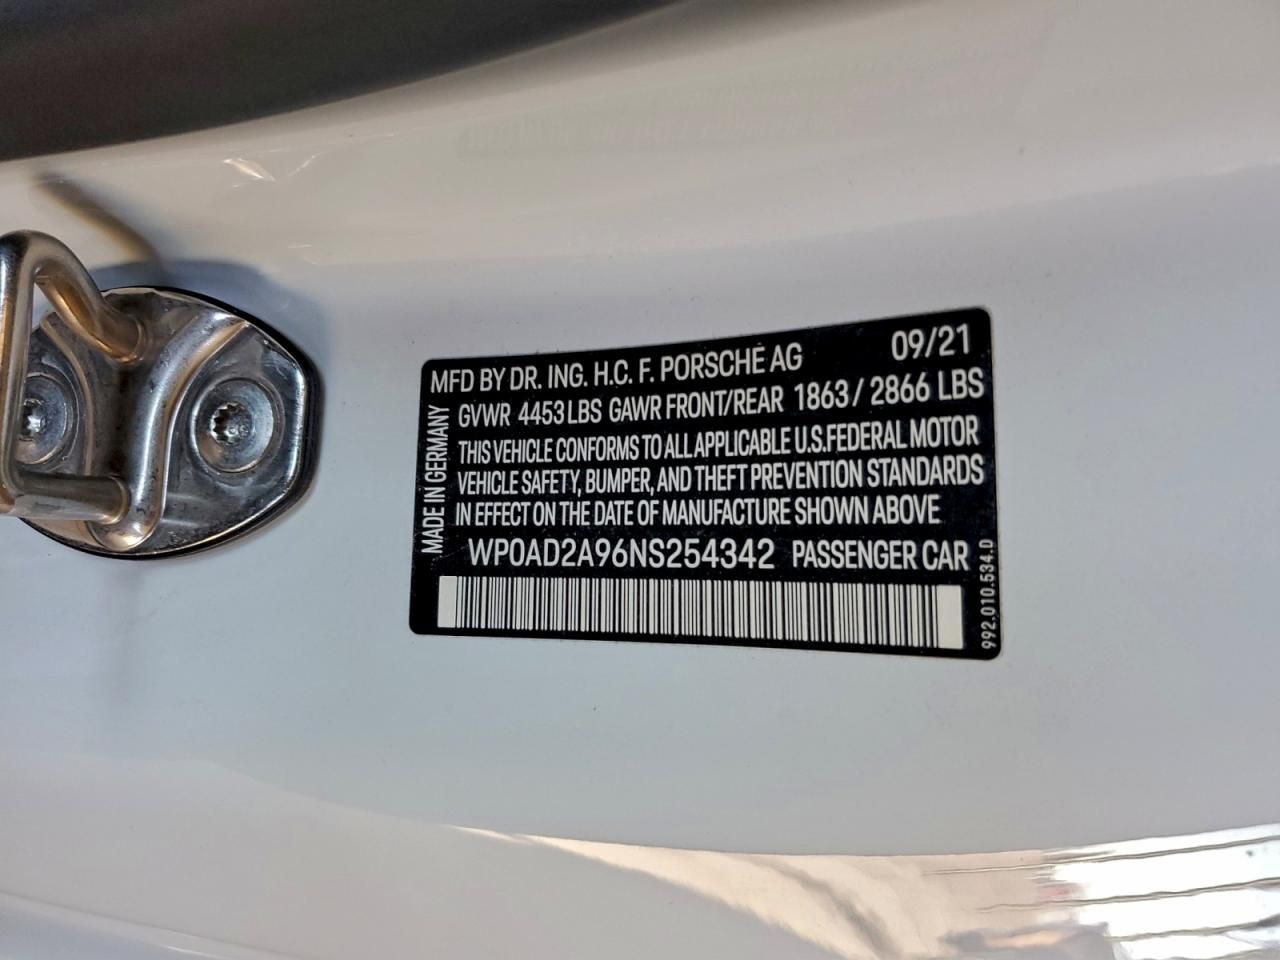 MFD BY DR. ING. H.C. F. PORSCHE AG 09/21
GVWR 4453 LBS GAWR FRONT/REAR 1863/2866 LBS
THIS VEHICLE CONFORMS TO ALL APPLICABLE U.S. FEDERAL MOTOR
VEHICLE SAFETY, BUMPER, AND THEFT PREVENTION STANDARDS
IN EFFECT ON THE DATE OF MANUFACTURE SHOWN ABOVE
WP0AD2A96NS254342 PASSENGER CAR
MADE IN GERMANY
992.010.534.D